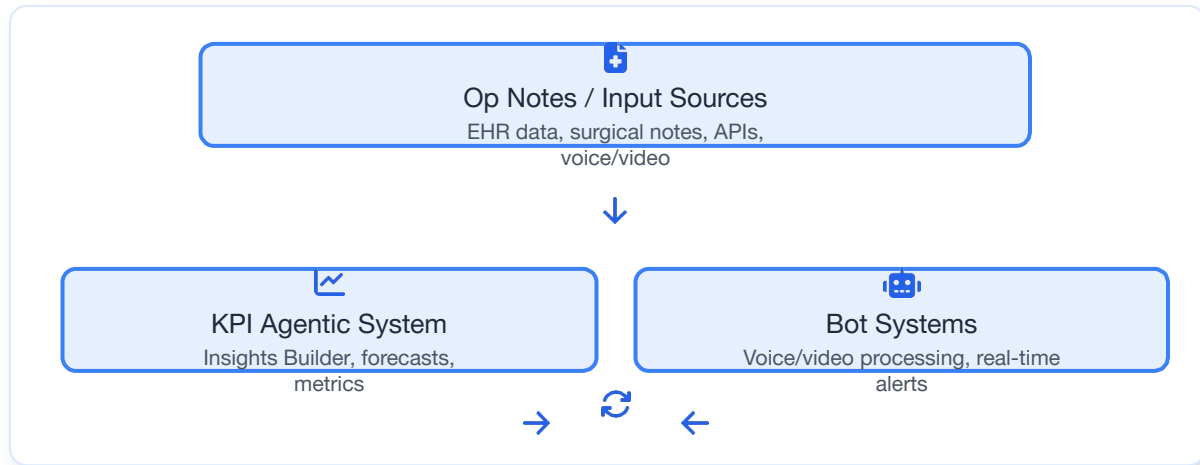 Op Notes / Input Sources
EHR data, surgical notes, APIs,
voice/video
KPI Agentic System
Insights Builder, forecasts,
metrics
Bot Systems
Voice/video processing, real-time
alerts